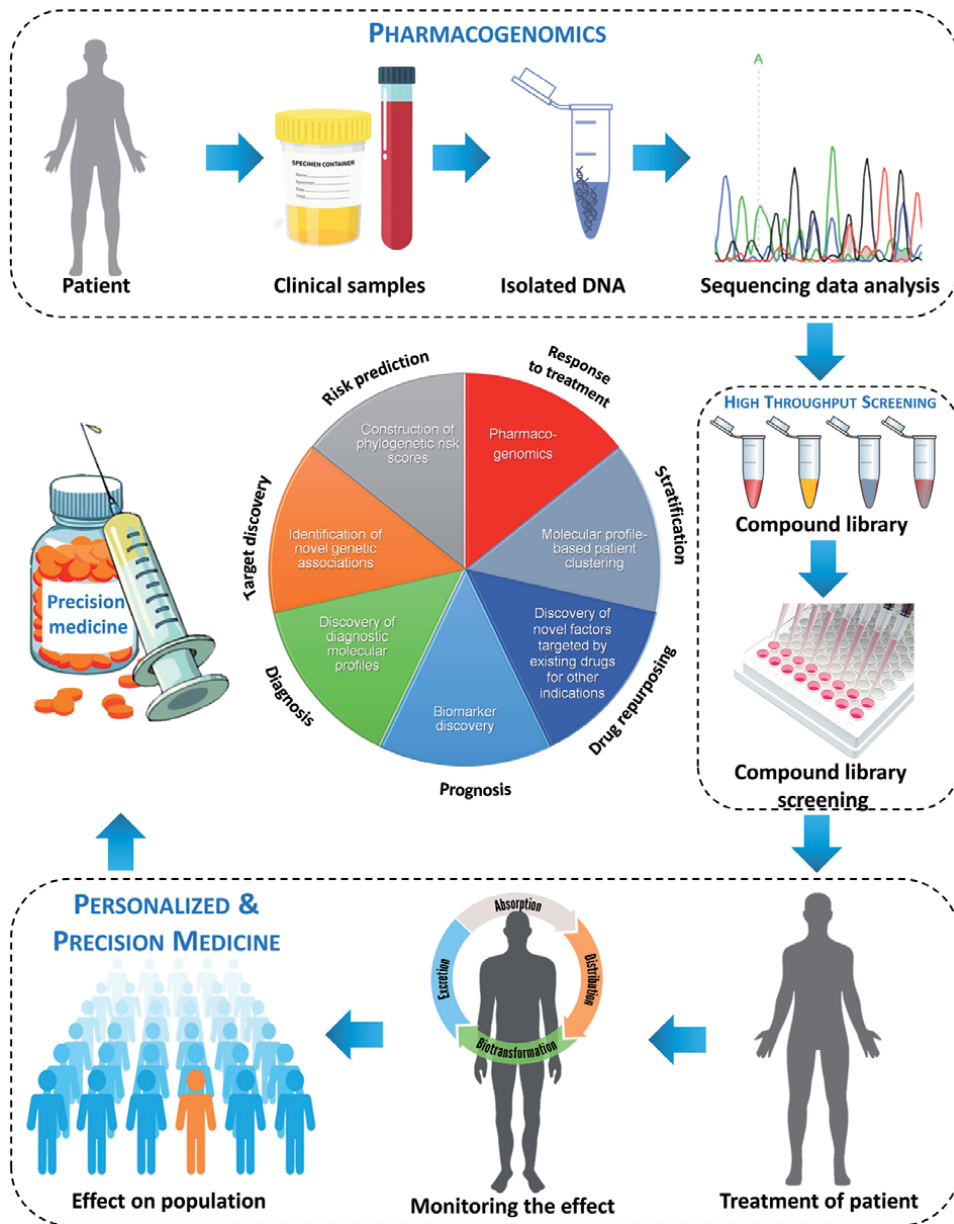 PHARMACOGENOMICS
A
SPECIMEN CONTAINER
Name
Specimen
Date
Patient
Clinical samples
Isolated DNA
Sequencing data analysis
Risk prediction
Response
to treatment
Construction of
phylogenetic risk
scores
Pharmaco-
genomics
Target discovery
Stratification
Identification of
novel genetic
associations
Molecular profile-
based patient
clustering
Discovery of
diagnostic
molecular
profiles
Discovery of
novel factors
targeted by
existing drugs
for other
indications
Biomarker
discovery
Diagnosis
Drug repurposing
Prognosis
Precision
medicine
HIGH THROUGHPUT SCREENING
Compound library
Compound library
screening
PERSONALIZED &
PRECISION MEDICINE
Absorption
Distribution
Biotransformation
Excretion
Effect on population
Monitoring the effect
Treatment of patient